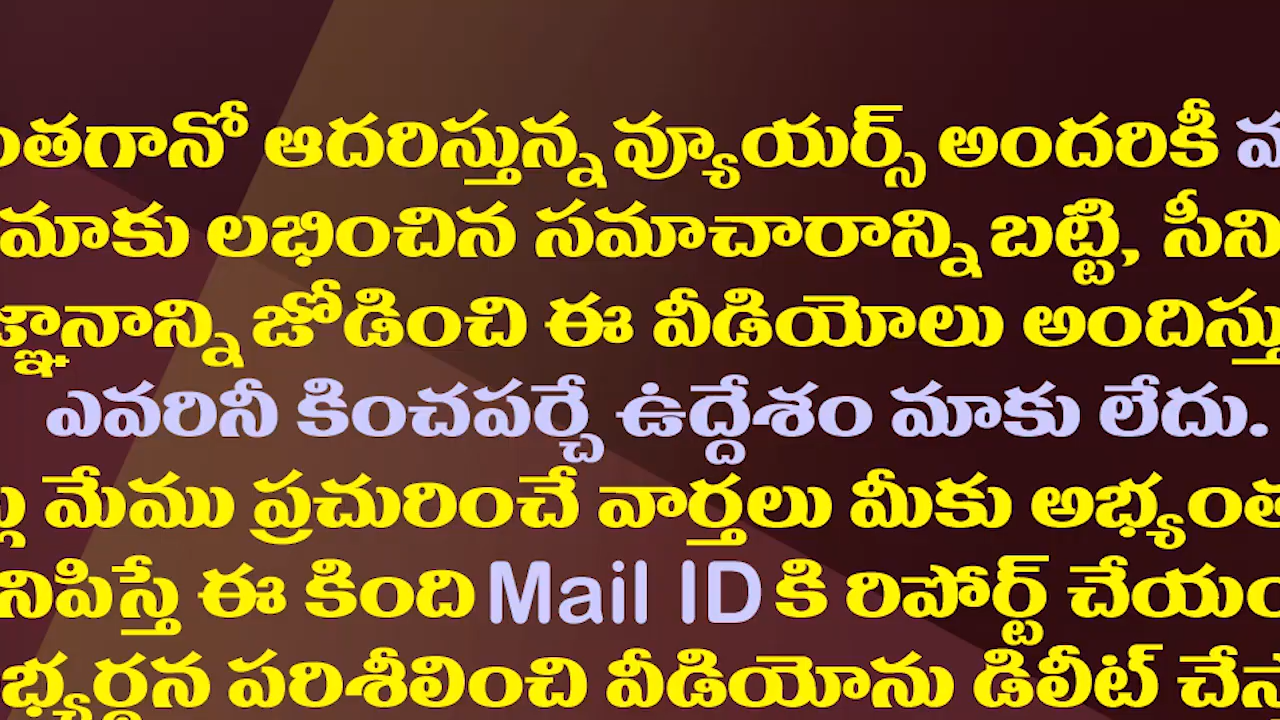 ఆదరిస్తున్న వ్యూయర్స్ అందరికీ
మాకు లభించిన సమాచారాన్ని బట్టి,
జోడించి ఈ వీడియోలు
ఎవరినీ కించపర్చే ఉద్దేశం మాకు లేదు.
మేము ప్రచురించే వార్తలు మీకు
ఈ కింది Mail ID కి రిపోర్ట్
పరిశీలించి వీడియోను డిలీట్